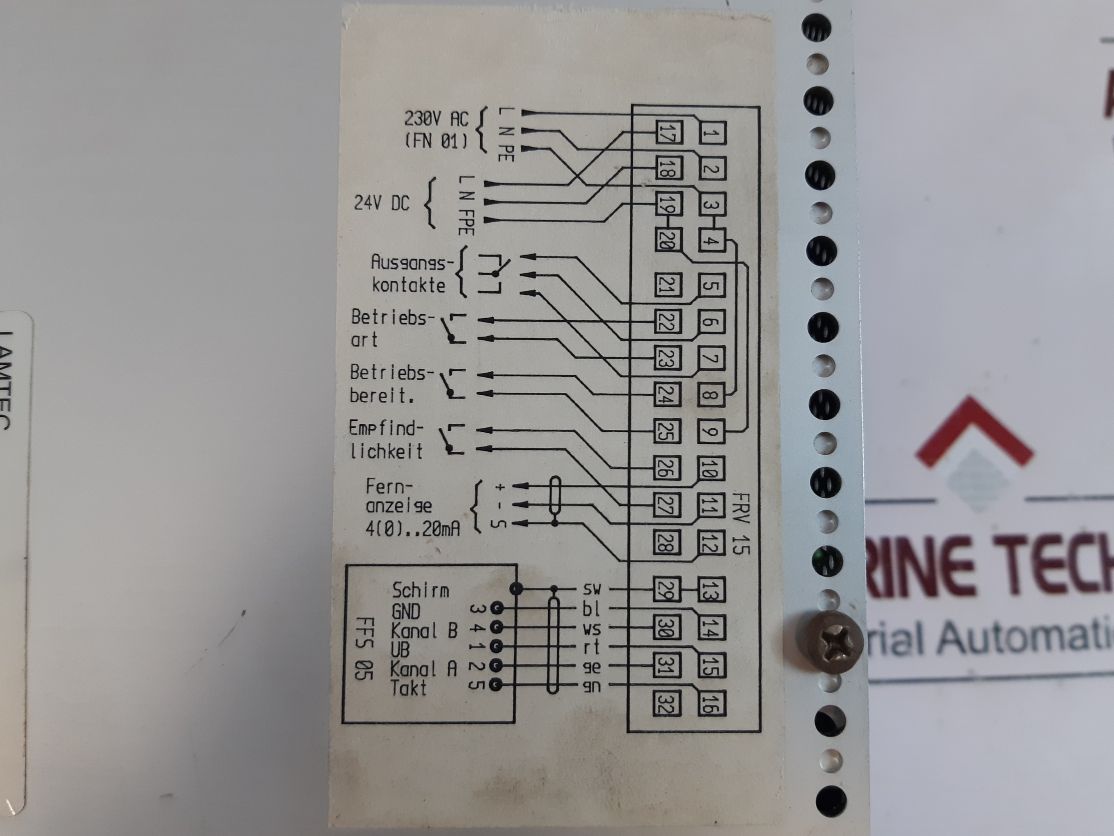 230V AC
(FN 01)
L
N
PE
24V DC
L
N
FPE
Ausgangs-
kontakte
Betriebs-
art
Betriebs-
bereit.
Empfind-
lichkeit
Fern-
anzeige
4(0)..20mA
+
-
S
17 1
18 2
19 3
20 4
21 5
22 6
23 7
24 8
25 9
26 10
27 11
28 12
29 13
30 14
31 15
32 16
FRV 15
FFS 05
Schirm sw
GND 3 bl
Kanal B 4 ws
UB 1 rt
Kanal A 2 ge
Takt 5 gn
LAMTEC
RINE TECH
rial Automati